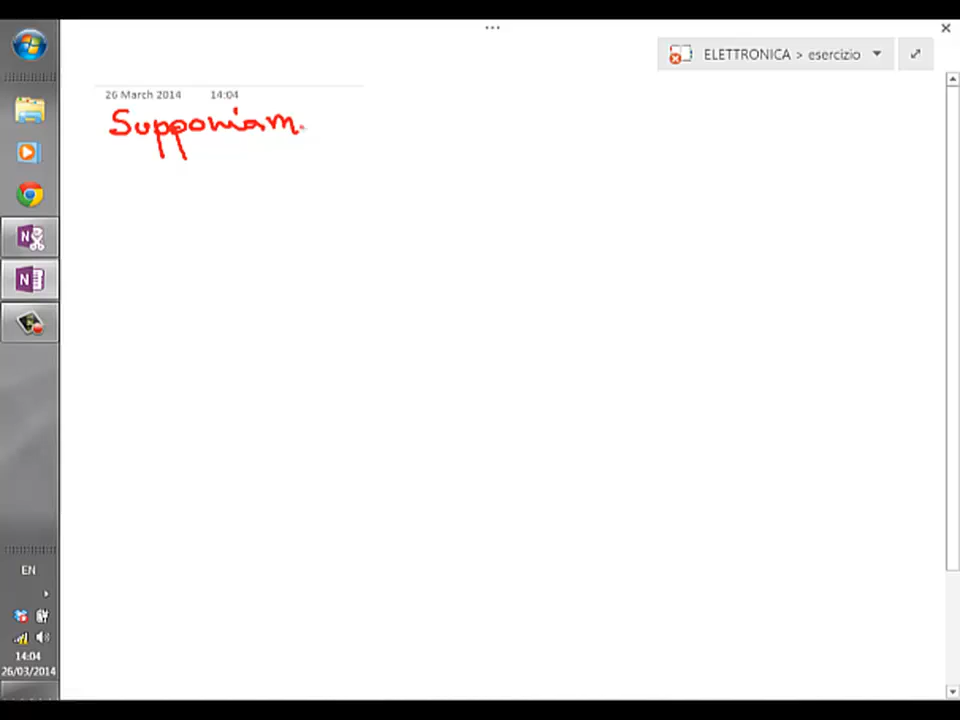 ELETTRONICA > esercizio
26 March 2014 14:04
Supponiam
EN
14:04
26/03/2014